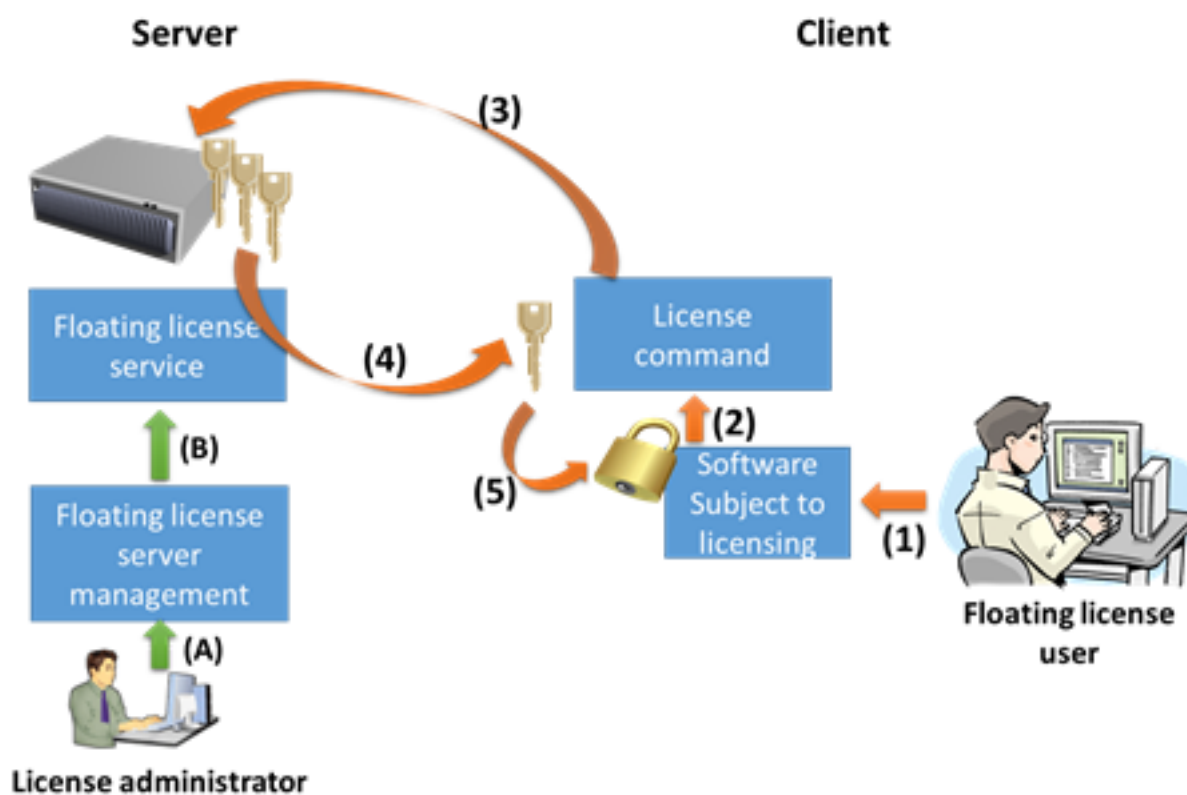 Server
Client
(3)
Floating license
service
(4)
License
command
(B)
(2)
(5)
Software
Subject to
licensing
(1)
Floating license
server
management
(A)
Floating license
user
License administrator